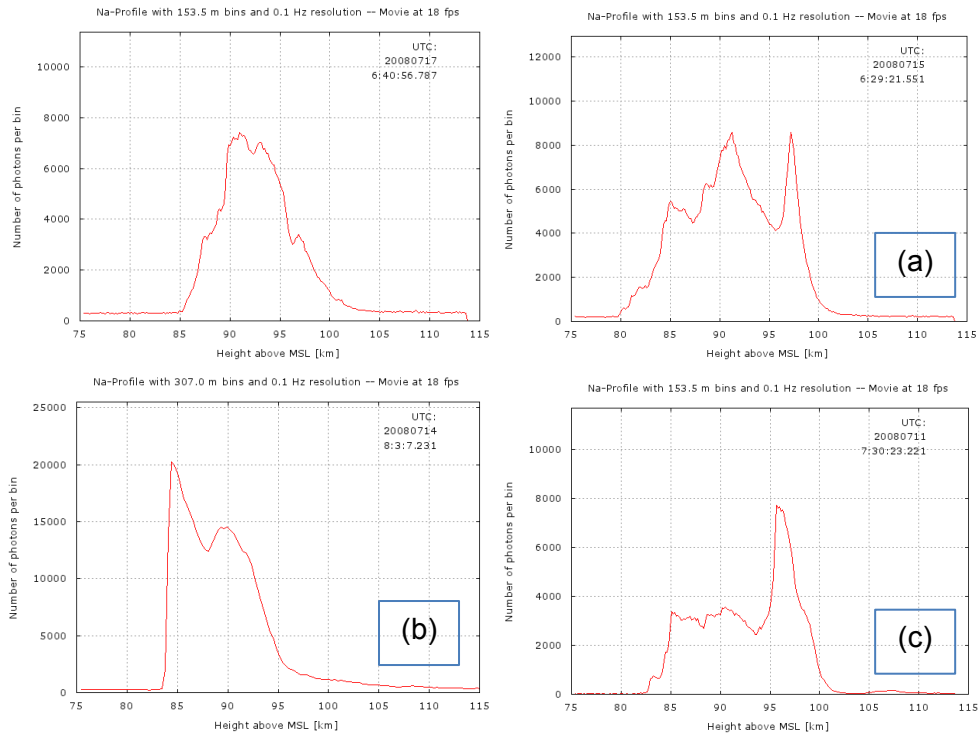 Na-Profile with 153.5 m bins and 0.1 Hz resolution -- Movie at 18 fps
UTC:
20080717
6:40:56.787
Number of photons per bin
10000
8000
6000
4000
2000
0
75 80 85 90 95 100 105 110 115
Height above MSL [km]
Na-Profile with 153.5 m bins and 0.1 Hz resolution -- Movie at 18 fps
UTC:
20080715
6:29:21.551
Number of photons per bin
12000
10000
8000
6000
4000
2000
0
(a)
75 80 85 90 95 100 105 110 115
Height above MSL [km]
Na-Profile with 307.0 m bins and 0.1 Hz resolution -- Movie at 18 fps
UTC:
20080714
8:3:7.231
Number of photons per bin
25000
20000
15000
10000
5000
0
(b)
75 80 85 90 95 100 105 110 115
Height above MSL [km]
Na-Profile with 153.5 m bins and 0.1 Hz resolution -- Movie at 18 fps
UTC:
20080711
7:30:23.221
Number of photons per bin
10000
8000
6000
4000
2000
0
(c)
75 80 85 90 95 100 105 110 115
Height above MSL [km]